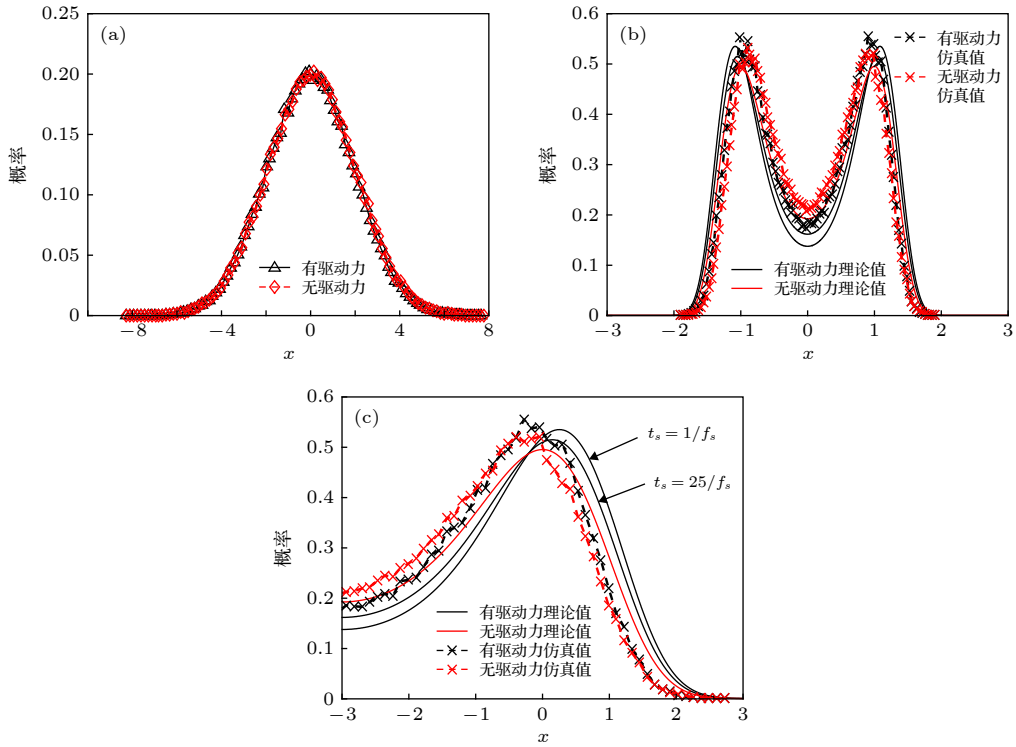 (a)
0.25
0.20
0.15
0.10
0.05
0
概率
有驱动力
无驱动力
−8
−4
0
4
8
x
(b)
0.6
0.5
0.4
0.3
0.2
0.1
0
概率
有驱动力
仿真值
无驱动力
仿真值
有驱动力理论值
无驱动力理论值
−3
−2
−1
0
1
2
3
x
(c)
0.6
0.5
0.4
0.3
0.2
0.1
0
概率
t_s = 1/f_s
t_s = 25/f_s
有驱动力理论值
无驱动力理论值
有驱动力仿真值
无驱动力仿真值
−3
−2
−1
0
1
2
3
x